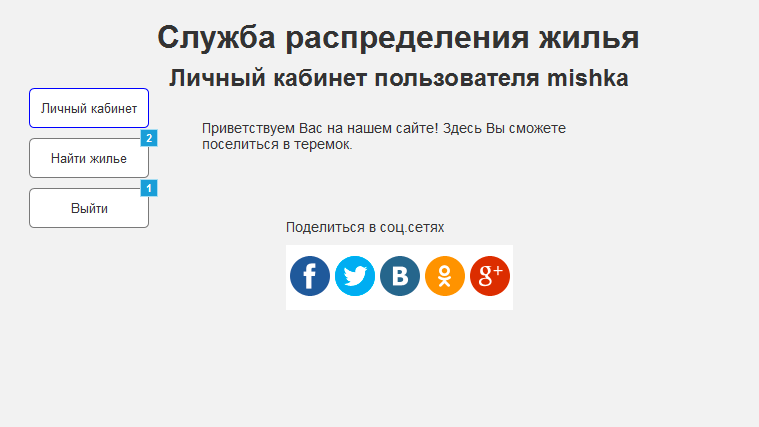 Служба распределения жилья
Личный кабинет пользователя mishka
Личный кабинет
2
Найти жилье
1
Выйти
Приветствуем Вас на нашем сайте! Здесь Вы сможете
поселиться в теремок.
Поделиться в соц.сетях
f
B
g+